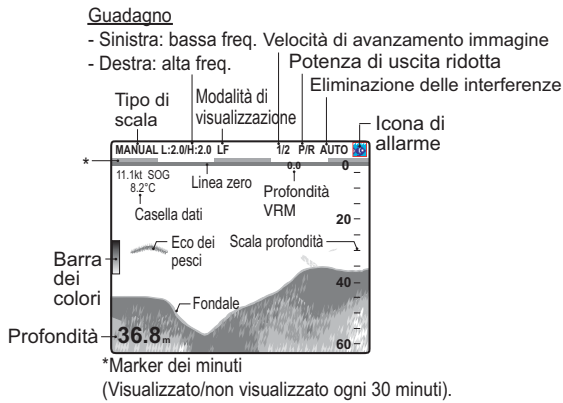 Guadagno
- Sinistra: bassa freq. Velocità di avanzamento immagine
- Destra: alta freq. Potenza di uscita ridotta
Eliminazione delle interferenze
Tipo di scala
Modalità di visualizzazione
Icona di allarme
MANUAL L:2.0/H:2.0 LF 1/2 P/R AUTO
*
0.0
0
11.1kt SOG
8.2°C
Linea zero
Profondità VRM
Casella dati
20
Eco dei pesci
Scala profondità
Barra dei colori
40
Fondale
Profondità
36.8m
60
*Marker dei minuti
(Visualizzato/non visualizzato ogni 30 minuti).